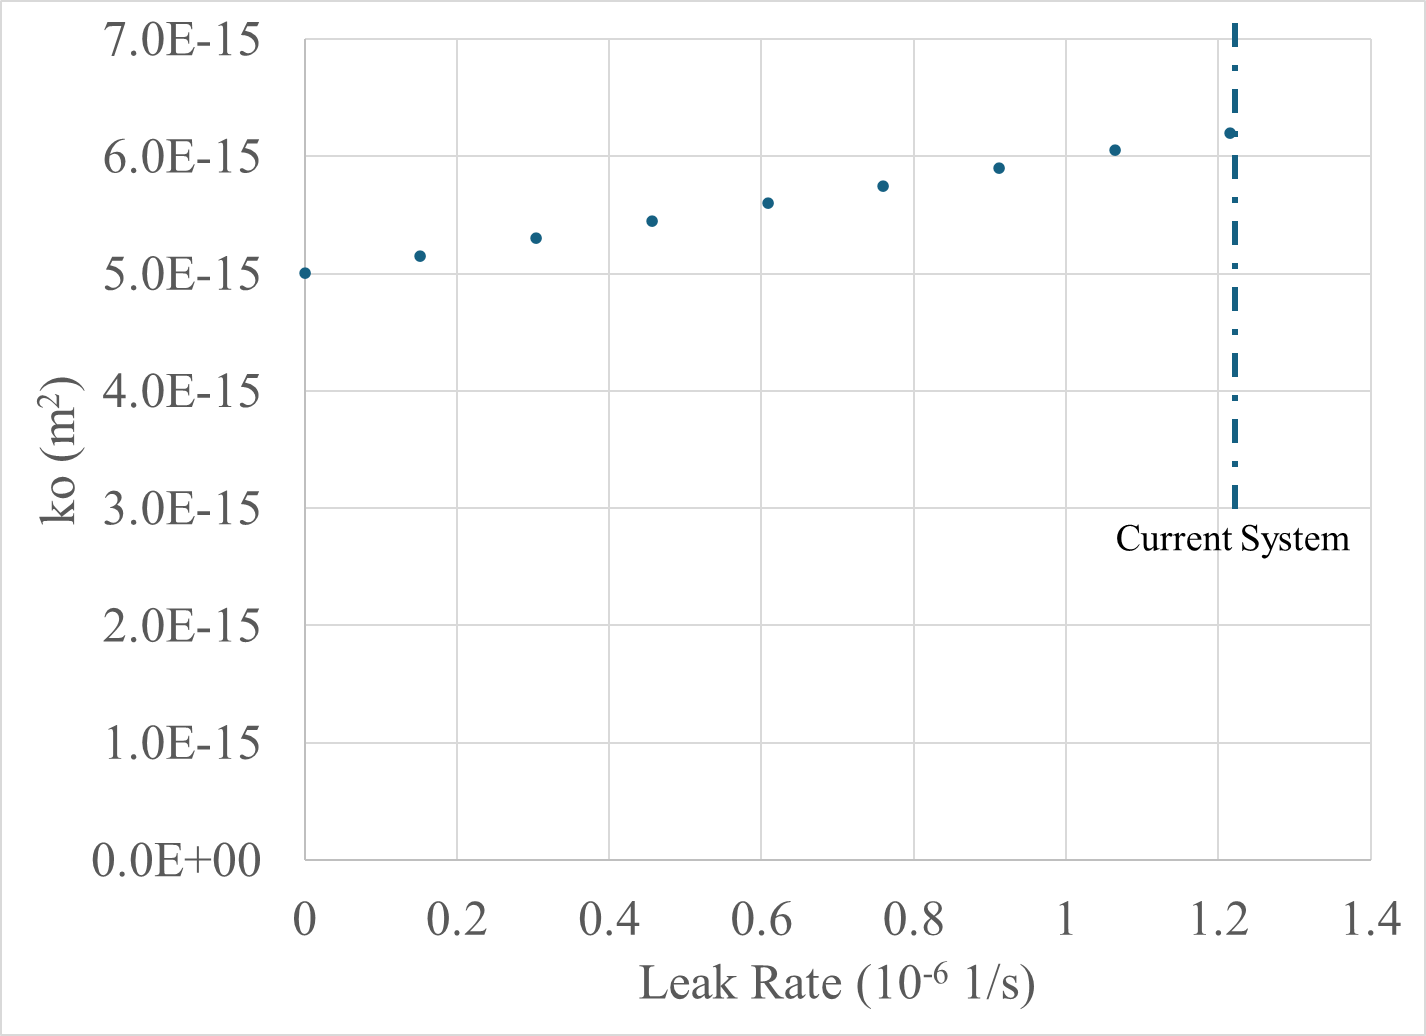 7.0E-15
6.0E-15
5.0E-15
4.0E-15
3.0E-15
2.0E-15
1.0E-15
0.0E+00
ko (m²)
Current System
0 0.2 0.4 0.6 0.8 1 1.2 1.4
Leak Rate (10⁻⁶ 1/s)